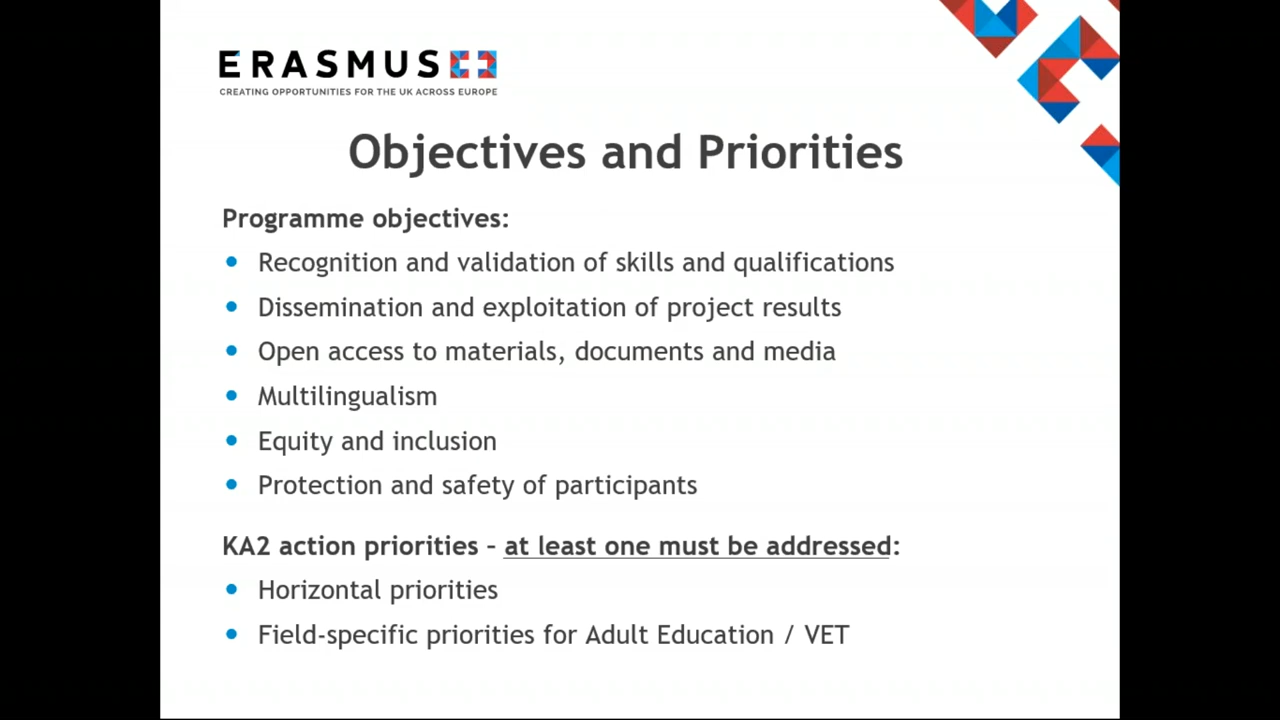 ERASMUS+
CREATING OPPORTUNITIES FOR THE UK ACROSS EUROPE
Objectives and Priorities
Programme objectives:
• Recognition and validation of skills and qualifications
• Dissemination and exploitation of project results
• Open access to materials, documents and media
• Multilingualism
• Equity and inclusion
• Protection and safety of participants
KA2 action priorities – at least one must be addressed:
• Horizontal priorities
• Field-specific priorities for Adult Education / VET